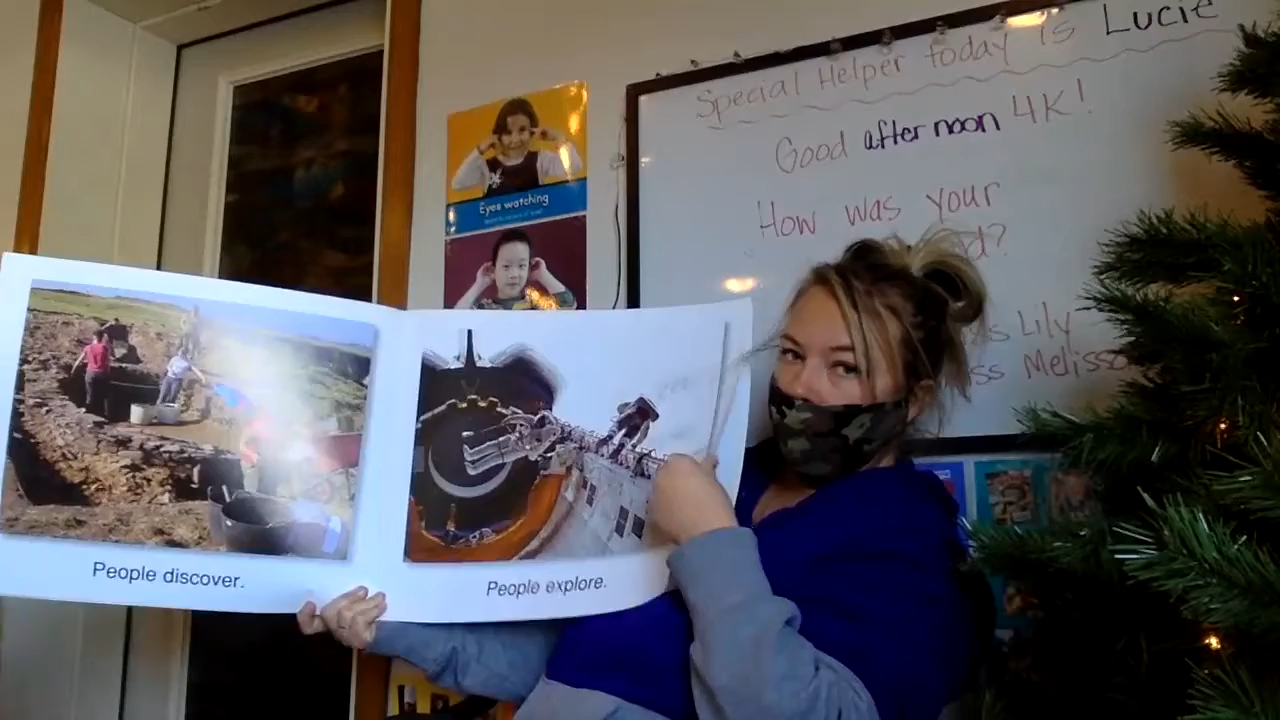 Special Helper today is Lucie
Good afternoon 4K!
How was your
d?
s Lily
ss Melissa
Eyes watching
People discover.
People explore.